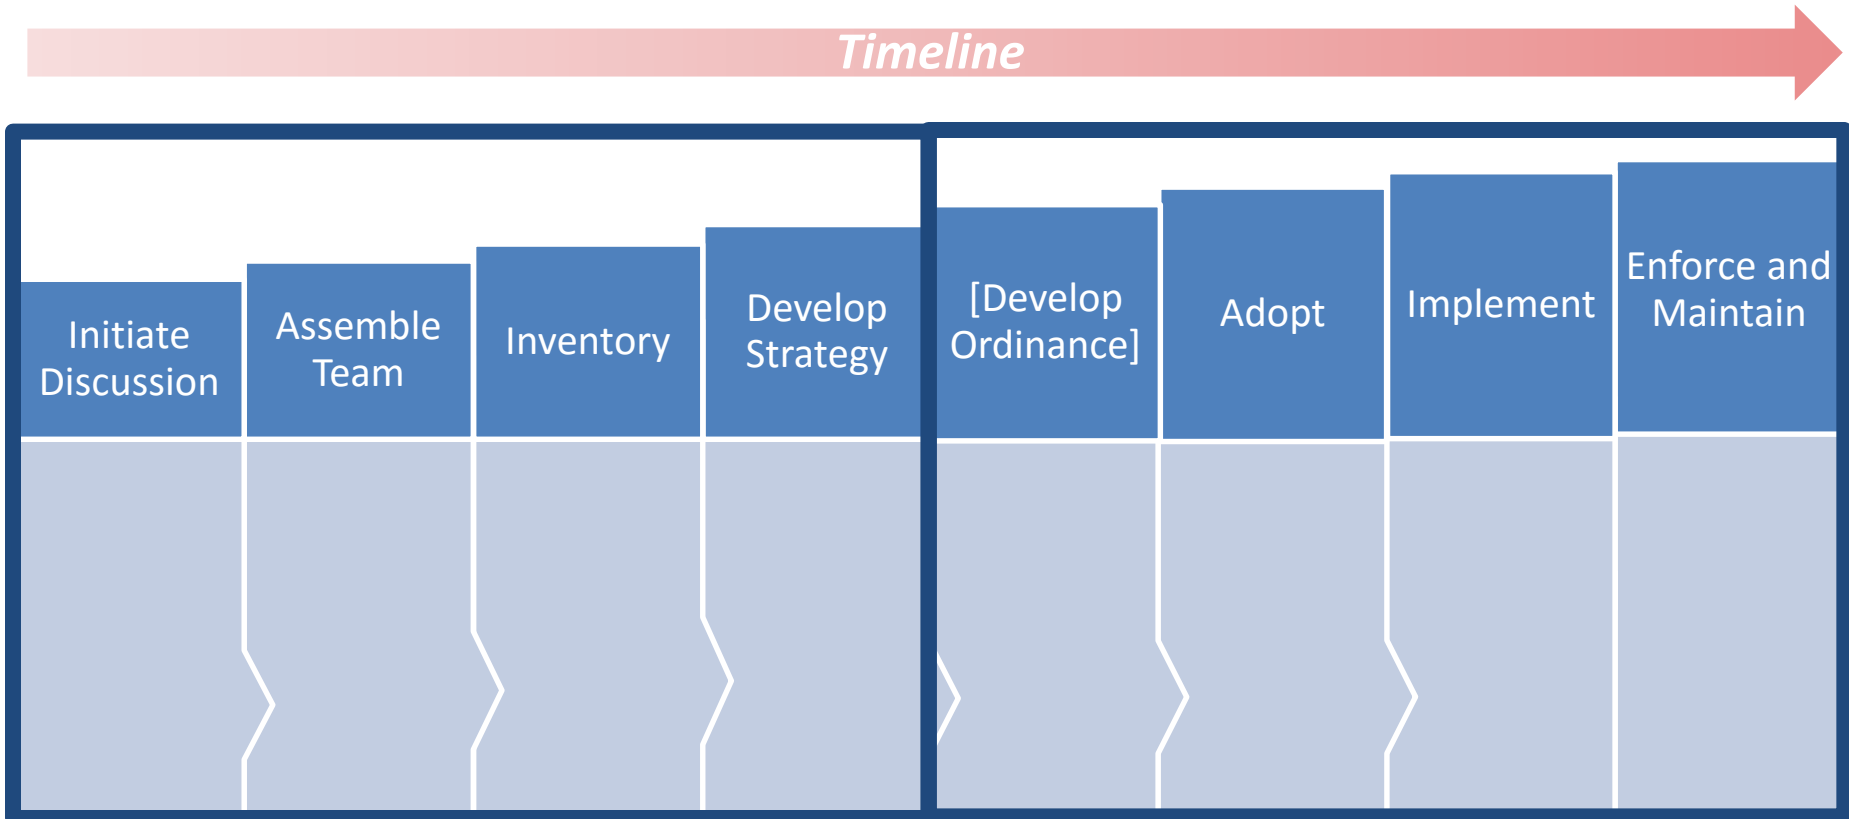 Timeline
Initiate
Discussion
Assemble
Team
Inventory
Develop
Strategy
[Develop
Ordinance]
Adopt
Implement
Enforce and
Maintain